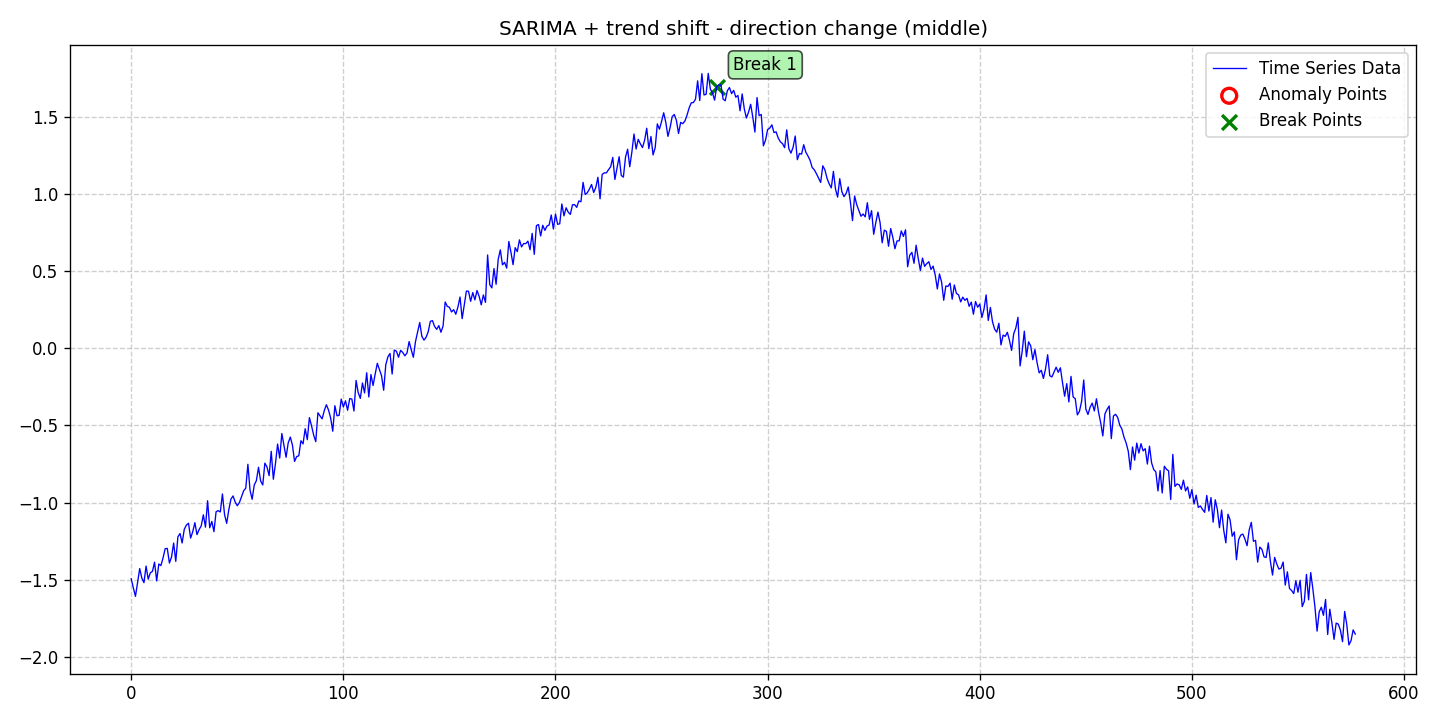 SARIMA + trend shift - direction change (middle)
Break 1
Time Series Data
Anomaly Points
Break Points
1.5
1.0
0.5
0.0
−0.5
−1.0
−1.5
−2.0
0 100 200 300 400 500 600